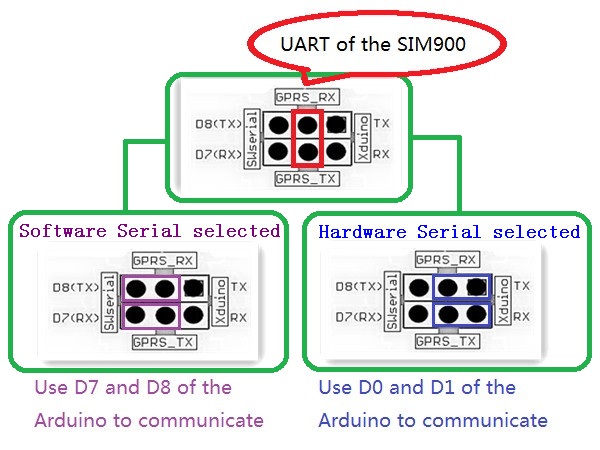 UART of the SIM900
GPRS_RX
D8(TX) SWserial Xduino TX
D7(RX) RX
GPRS_TX
Software Serial selected
GPRS_RX
D8(TX) SWserial Xduino TX
D7(RX) RX
GPRS_TX
Use D7 and D8 of the
Arduino to communicate
Hardware Serial selected
GPRS_RX
D8(TX) SWserial Xduino TX
D7(RX) RX
GPRS_TX
Use D0 and D1 of the
Arduino to communicate